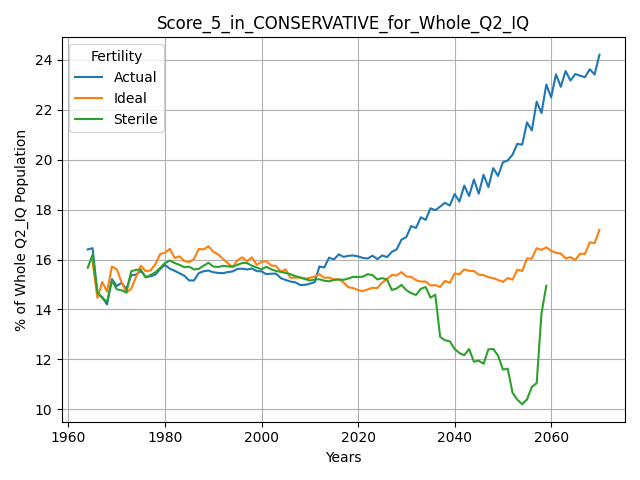 Score_5_in_CONSERVATIVE_for_Whole_Q2_IQ
Fertility
Actual
Ideal
Sterile
% of Whole Q2_IQ Population
24
22
20
18
16
14
12
10
1960
1980
2000
2020
2040
2060
Years